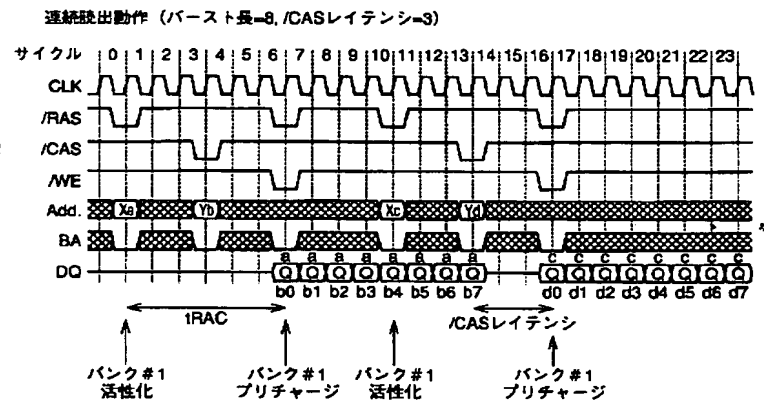 連続読出動作 (バースト長=8, /CASレイテンシ=3)
サイクル 0 1 2 3 4 5 6 7 8 9 10 11 12 13 14 15 16 17 18 19 20 21 22 23
CLK
/RAS
/CAS
/WE
Add. Xa Yb Xc Yd
BA
a a a a a a a a c c c c c c c c
DQ Q Q Q Q Q Q Q Q Q Q Q Q Q Q Q Q
b0 b1 b2 b3 b4 b5 b6 b7 d0 d1 d2 d3 d4 d5 d6 d7
tRAC /CASレイテンシ
バンク#1 バンク#1 バンク#1 バンク#1
活性化 プリチャージ 活性化 プリチャージ